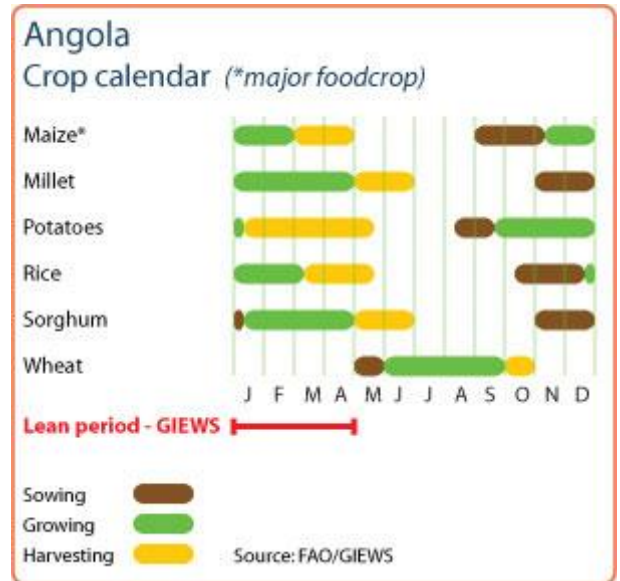 Angola
Crop calendar (*major foodcrop)
Maize*
Millet
Potatoes
Rice
Sorghum
Wheat
J F M A M J J A S O N D
Lean period - GIEWS
Sowing
Growing
Harvesting Source: FAO/GIEWS